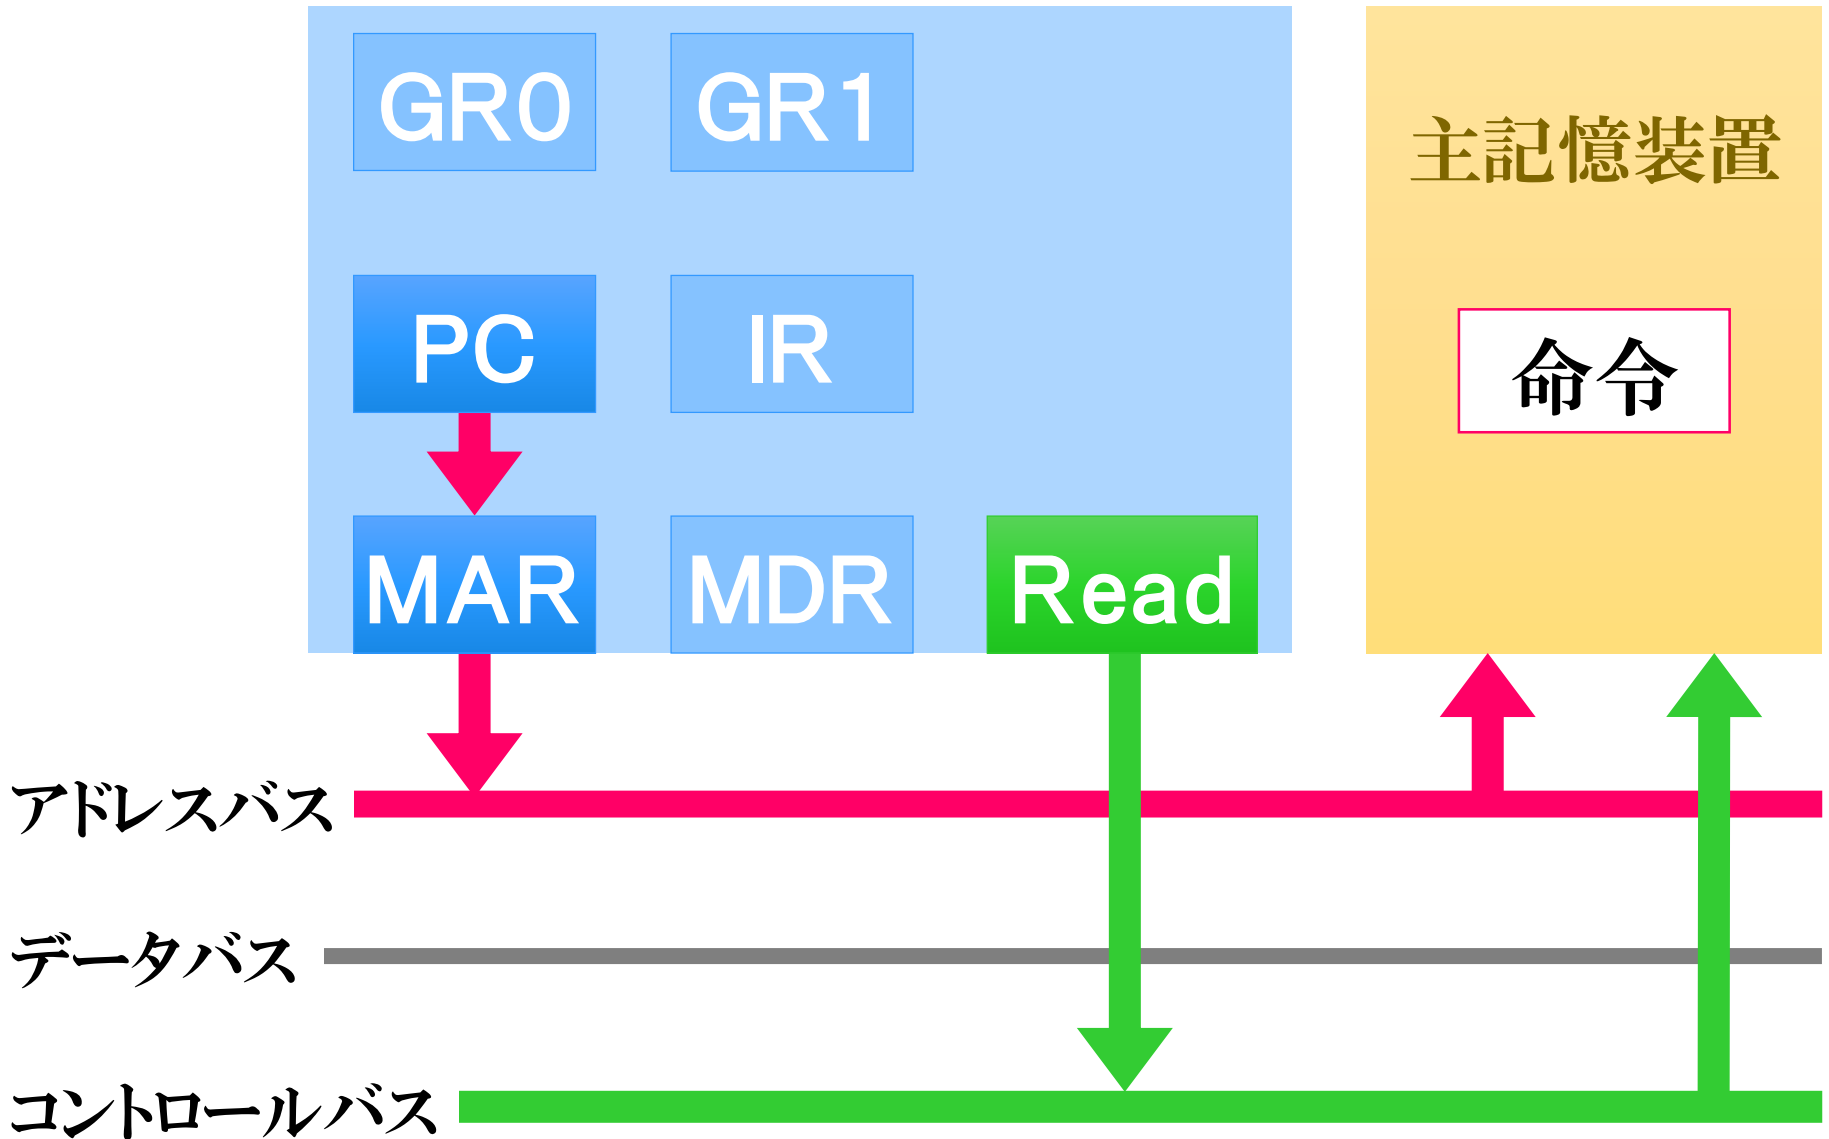 GR0 GR1
主記憶装置
PC IR
命令
MAR MDR Read
アドレスバス
データバス
コントロールバス